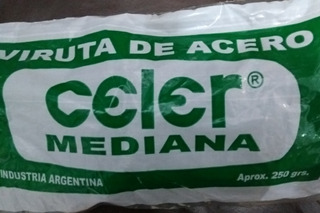 VIRUTA DE ACERO
celer®
MEDIANA
INDUSTRIA ARGENTINA
Aprox. 250 grs.